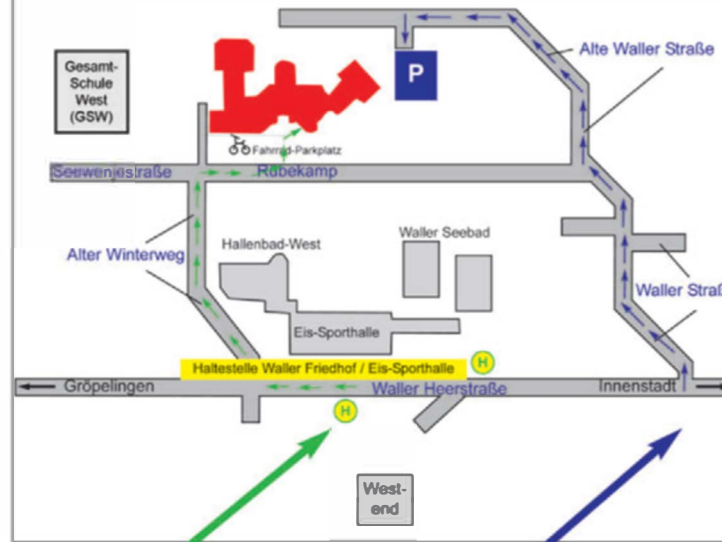 Gesamt-
Schule
West
(GSW)
P
Alte Waller Straße
Fahrrad-Parkplatz
Rübekamp
Alter Winterweg
Hallenbad-West
Waller Seebad
Waller Straß
Eis-Sporthalle
Haltestelle Waller Friedhof / Eis-Sporthalle
H
Gröpelingen
Waller Heerstraße
Innenstadt
H
West-
end